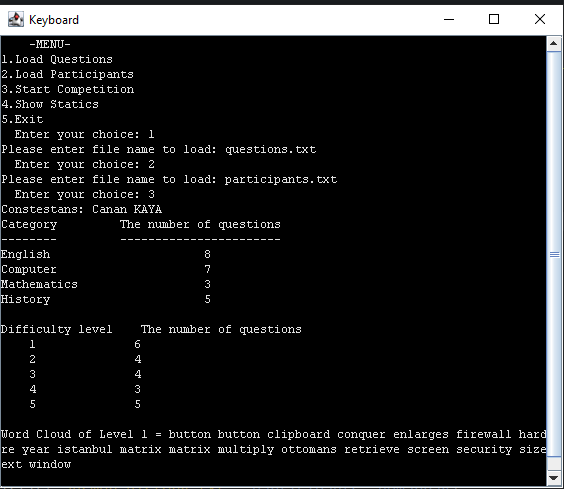 Keyboard
-MENU-
1.Load Questions
2.Load Participants
3.Start Competition
4.Show Statics
5.Exit
Enter your choice: 1
Please enter file name to load: questions.txt
Enter your choice: 2
Please enter file name to load: participants.txt
Enter your choice: 3
Constestans: Canan KAYA
Category The number of questions
-------- -----------------------
English 8
Computer 7
Mathematics 3
History 5
Difficulty level The number of questions
1 6
2 4
3 4
4 3
5 5
Word Cloud of Level 1 = button button clipboard conquer enlarges firewall hard
re year istanbul matrix matrix multiply ottomans retrieve screen security size
ext window